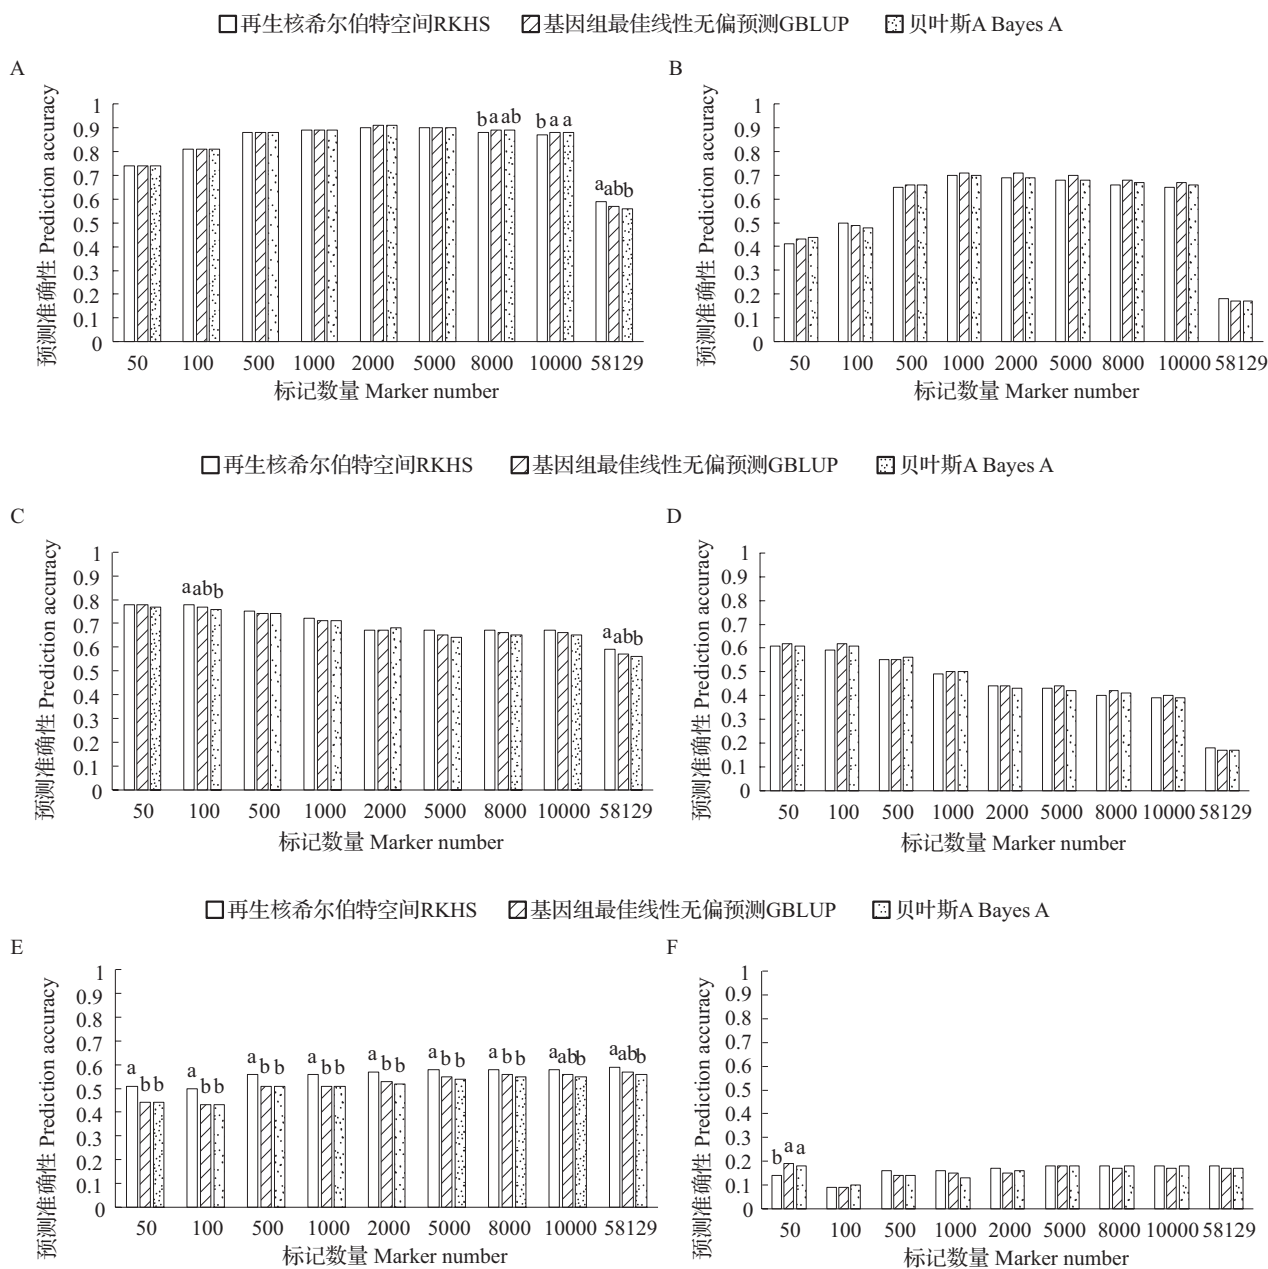 再生核希尔伯特空间RKHS 基因组最佳线性无偏预测GBLUP 贝叶斯A Bayes A
A
预测准确性 Prediction accuracy
1
0.9
0.8
0.7
0.6
0.5
0.4
0.3
0.2
0.1
0
b a ab
b a a
a ab b
50 100 500 1000 2000 5000 8000 10000 58129
标记数量 Marker number
B
预测准确性 Prediction accuracy
1
0.9
0.8
0.7
0.6
0.5
0.4
0.3
0.2
0.1
0
50 100 500 1000 2000 5000 8000 10000 58129
标记数量 Marker number
再生核希尔伯特空间RKHS 基因组最佳线性无偏预测GBLUP 贝叶斯A Bayes A
C
预测准确性 Prediction accuracy
1
0.9
0.8
0.7
0.6
0.5
0.4
0.3
0.2
0.1
0
a ab b
a ab b
50 100 500 1000 2000 5000 8000 10000 58129
标记数量 Marker number
D
预测准确性 Prediction accuracy
1
0.9
0.8
0.7
0.6
0.5
0.4
0.3
0.2
0.1
0
50 100 500 1000 2000 5000 8000 10000 58129
标记数量 Marker number
再生核希尔伯特空间RKHS 基因组最佳线性无偏预测GBLUP 贝叶斯A Bayes A
E
预测准确性 Prediction accuracy
1
0.9
0.8
0.7
0.6
0.5
0.4
0.3
0.2
0.1
0
a b b
a b b
a b b
a b b
a b b
a b b
a b b
a ab b
a ab b
50 100 500 1000 2000 5000 8000 10000 58129
标记数量 Marker number
F
预测准确性 Prediction accuracy
1
0.9
0.8
0.7
0.6
0.5
0.4
0.3
0.2
0.1
0
b a a
50 100 500 1000 2000 5000 8000 10000 58129
标记数量 Marker number